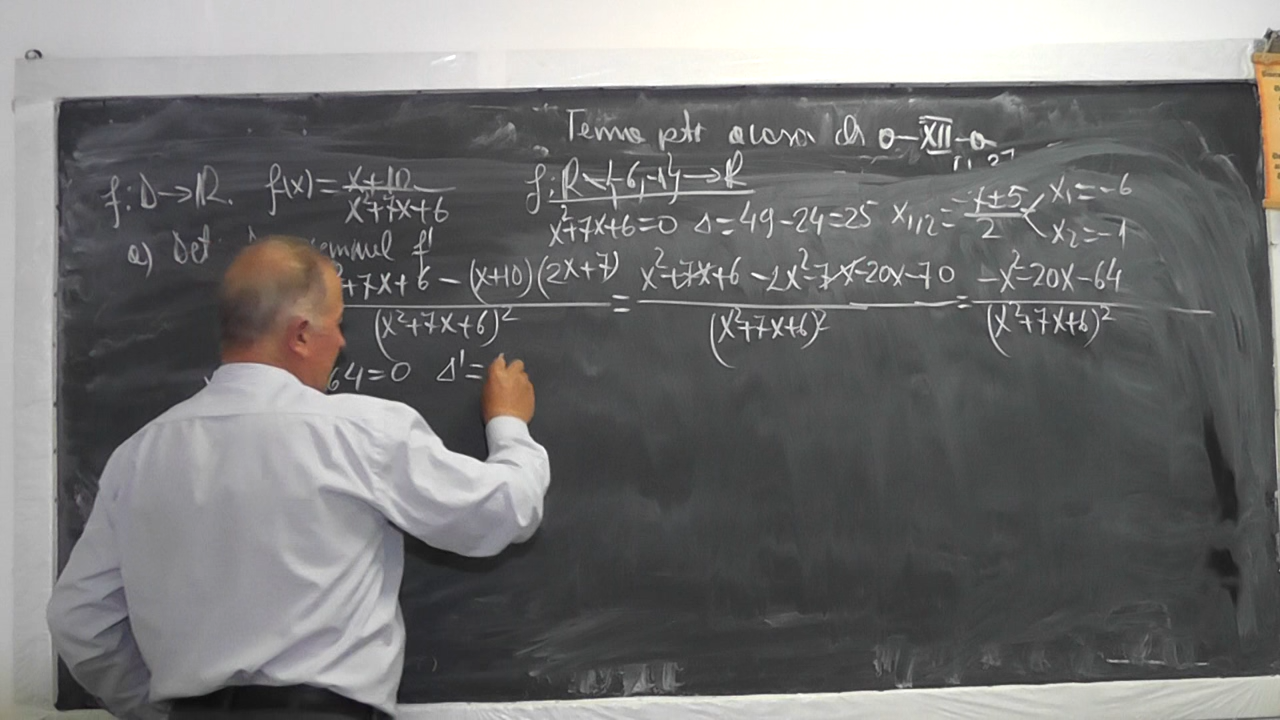 Tema ptr acasa cls a-XII-a
f:D→R. f(x)=x+10/x²+7x+6 f:R∖{-6,-1}→R
x²+7x+6=0 Δ=49-24=25 x₁,₂=-7±5/2 x₁=-6 x₂=-1
a) Det. semnul f'
²+7x+6-(x+10)(2x+7)/(x²+7x+6)² = x²+7x+6-2x²-7x-20x-70/(x²+7x+6)² = -x²-20x-64/(x²+7x+6)²
64=0 Δ'=